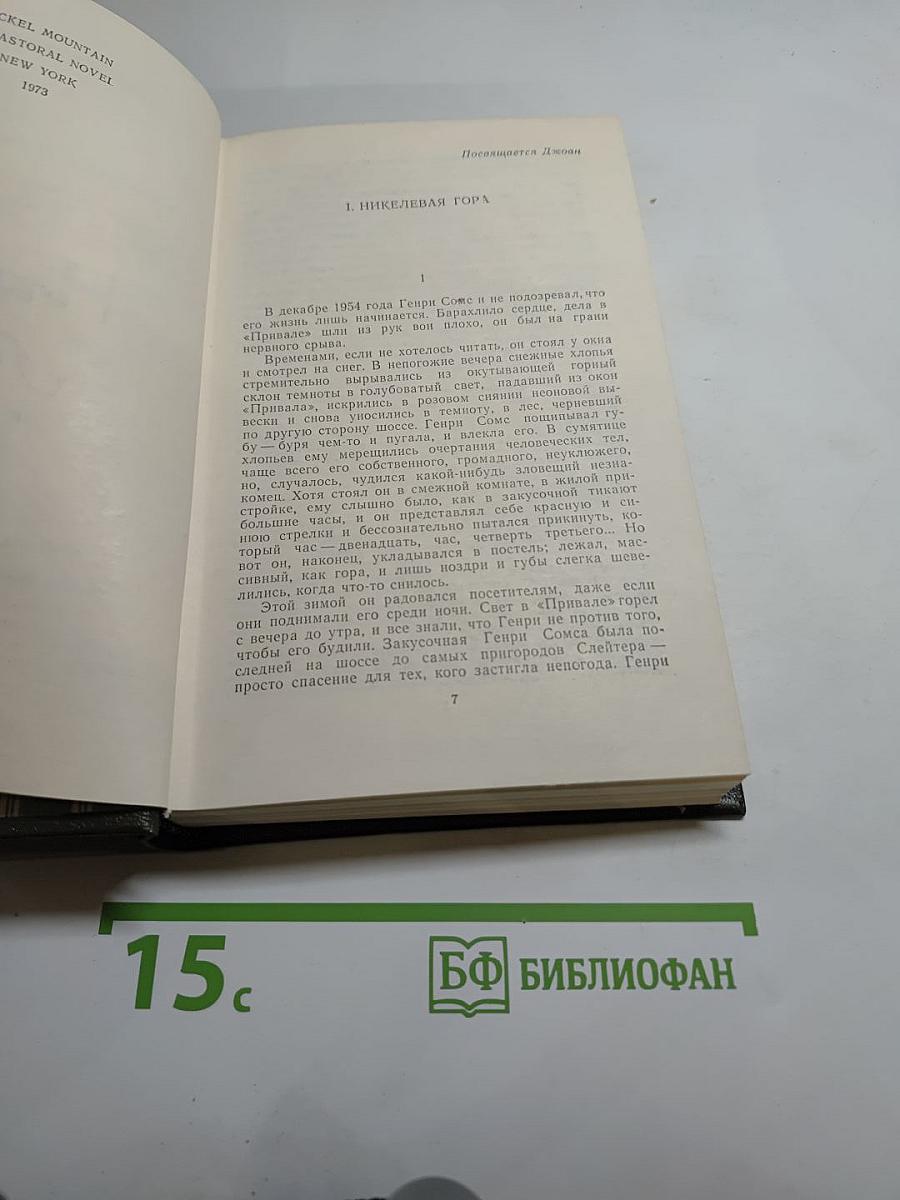 CKEL MOUNTAIN
ASTORAL NOVEL
NEW YORK
1973
Посвящается Джоан
I. НИКЕЛЕВАЯ ГОРА
1
В декабре 1954 года Генри Сомс и не подозревал, что
его жизнь лишь начинается. Барахлило сердце, дела в
«Привале» шли из рук вон плохо, он был на грани
нервного срыва.
Временами, если не хотелось читать, он стоял у окна
и смотрел на снег. В непогожие вечера снежные хлопья
стремительно вырывались из окутывающей горный
склон темноты в голубоватый свет, падавший из окон
«Привала», искрились в розовом сиянии неоновой вы-
вески и снова уносились в темноту, в лес, черневший
по другую сторону шоссе. Генри Сомс пощипывал гу-
бу — буря чем-то и пугала, и влекла его. В сумятице
хлопьев ему мерещились очертания человеческих тел,
чаще всего его собственного, громадного, неуклюжего,
но, случалось, чудился какой-нибудь зловещий незна-
комец. Хотя стоял он в смежной комнате, в жилой при-
стройке, ему слышно было, как в закусочной тикают
большие часы, и он представлял себе красную и си-
нюю стрелки и бессознательно пытался прикинуть, ко-
торый час — двенадцать, час, четверть третьего... Но
вот он, наконец, укладывался в постель; лежал, мас-
сивный, как гора, и лишь ноздри и губы слегка шеве-
лились, когда что-то снилось.
Этой зимой он радовался посетителям, даже если
они поднимали его среди ночи. Свет в «Привале» горел
с вечера до утра, и все знали, что Генри не против того,
чтобы его будили. Закусочная Генри Сомса была по-
следней на шоссе до самых пригородов Слейтера —
просто спасение для тех, кого застигла непогода. Генри
7
15 с
БФ БИБЛИОФАН